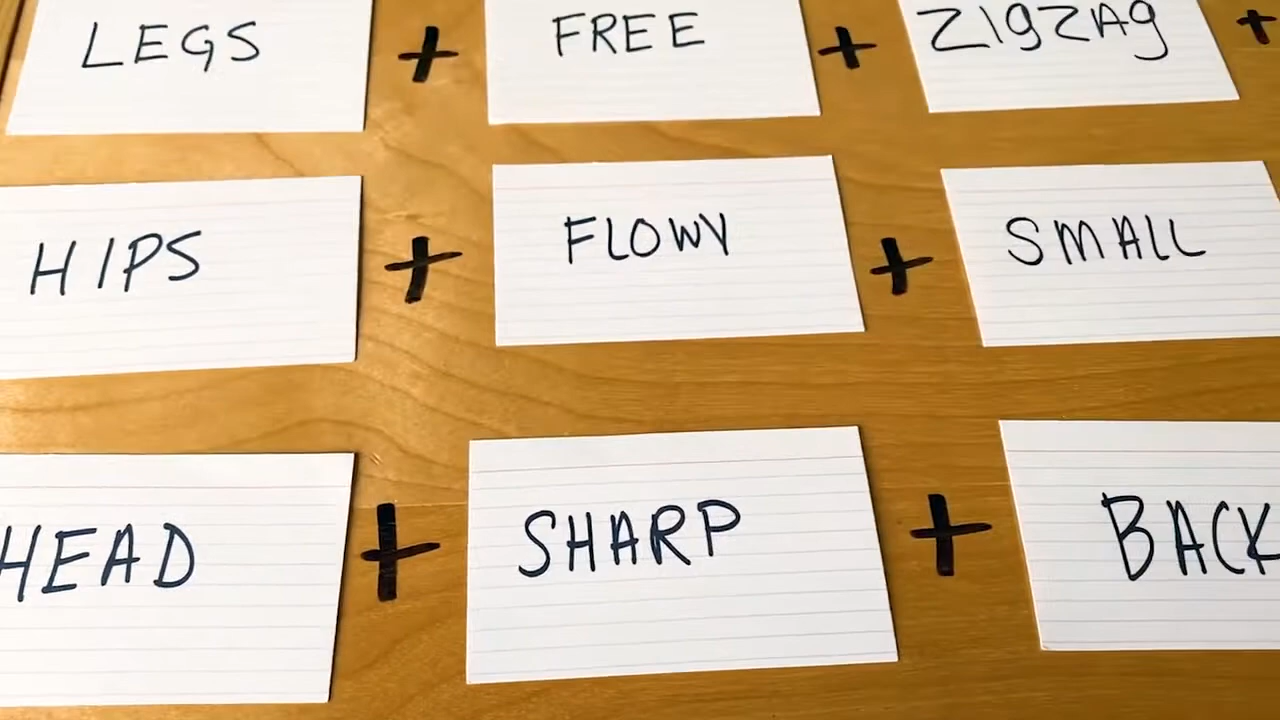 LEGS + FREE + ZIgZAg +
HIPS + FLOWY + SMALL
HEAD + SHARP + BACK